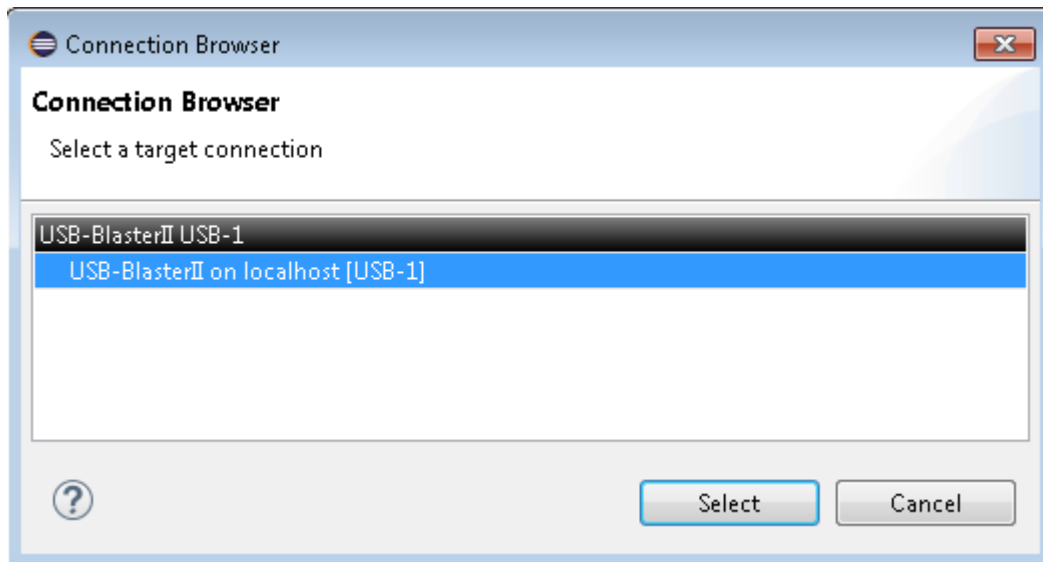 Connection Browser
Connection Browser
Select a target connection
USB-BlasterII USB-1
USB-BlasterII on localhost [USB-1]
?
Select
Cancel